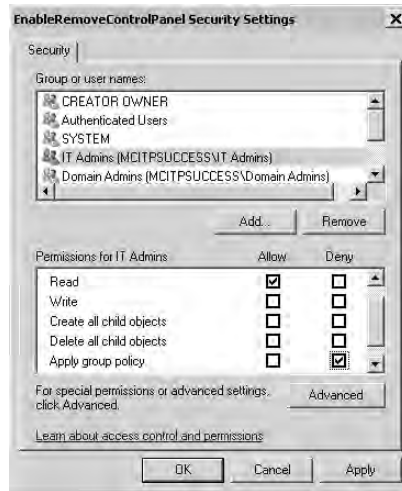 EnableRemoveControlPanel Security Settings
Security
Group or user names:
CREATOR OWNER
Authenticated Users
SYSTEM
IT Admins (MCITPSUCCESS\IT Admins)
Domain Admins (MCITPSUCCESS\Domain Admins)
Add... Remove
Permissions for IT Admins Allow Deny
Read
Write
Create all child objects
Delete all child objects
Apply group policy
For special permissions or advanced settings,
click Advanced. Advanced
Learn about access control and permissions
OK Cancel Apply